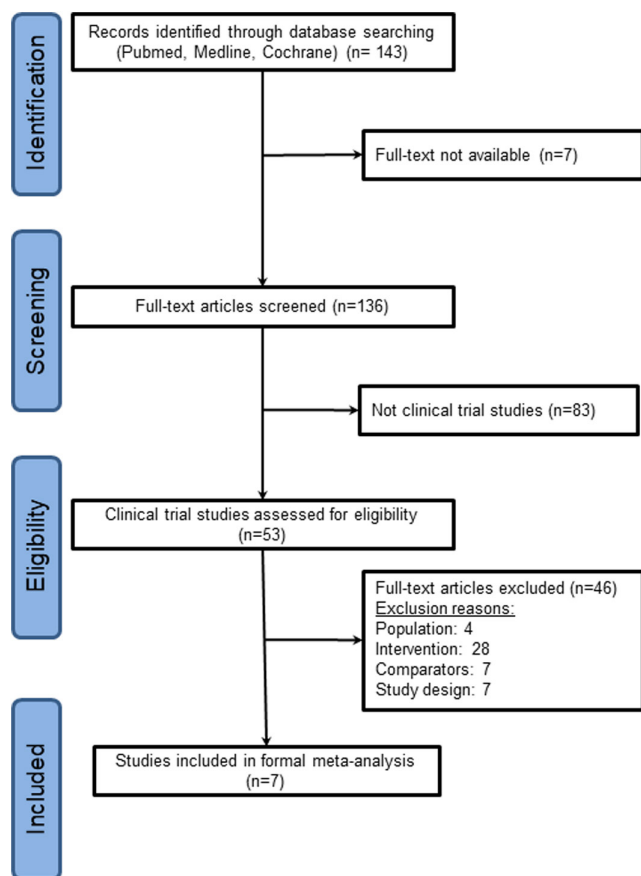 Identification
Records identified through database searching
(Pubmed, Medline, Cochrane) (n= 143)
Full-text not available (n=7)
Screening
Full-text articles screened (n=136)
Not clinical trial studies (n=83)
Eligibility
Clinical trial studies assessed for eligibility
(n=53)
Full-text articles excluded (n=46)
Exclusion reasons:
Population: 4
Intervention: 28
Comparators: 7
Study design: 7
Included
Studies included in formal meta-analysis
(n=7)